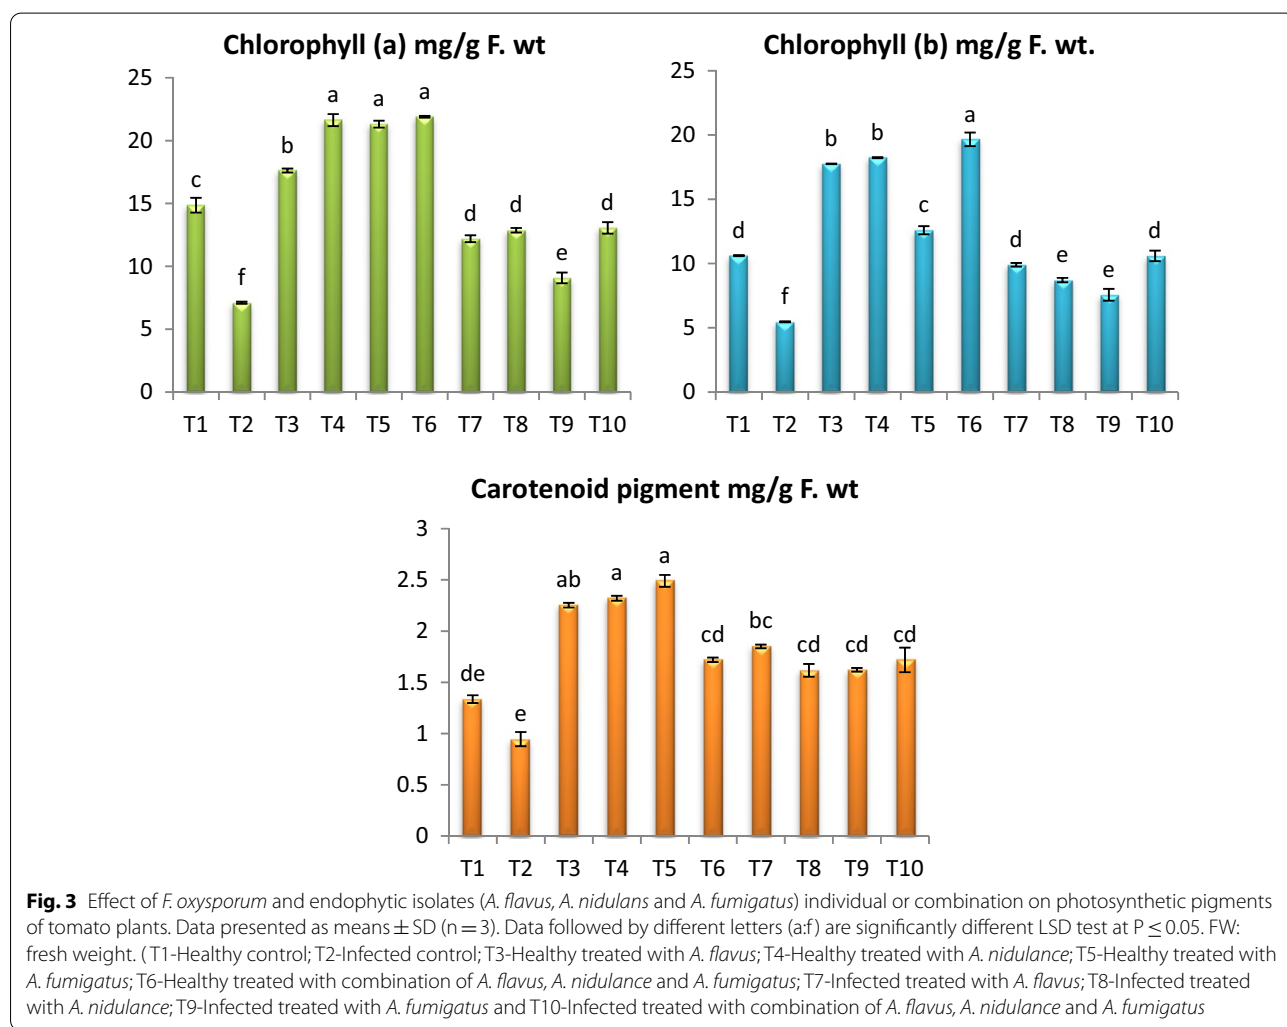 Chlorophyll (a) mg/g F. wt
25
20
15
10
5
0
c
f
b
a
a
a
d
d
e
d
T1 T2 T3 T4 T5 T6 T7 T8 T9 T10
Chlorophyll (b) mg/g F. wt.
25
20
15
10
5
0
d
f
b
b
c
a
d
e
e
d
T1 T2 T3 T4 T5 T6 T7 T8 T9 T10
Carotenoid pigment mg/g F. wt
3
2.5
2
1.5
1
0.5
0
de
e
ab
a
a
cd
bc
cd
cd
cd
T1 T2 T3 T4 T5 T6 T7 T8 T9 T10
Fig. 3 Effect of F. oxysporum and endophytic isolates (A. flavus, A. nidulans and A. fumigatus) individual or combination on photosynthetic pigments
of tomato plants. Data presented as means ± SD (n = 3). Data followed by different letters (a:f) are significantly different LSD test at P ≤ 0.05. FW:
fresh weight. (T1-Healthy control; T2-Infected control; T3-Healthy treated with A. flavus; T4-Healthy treated with A. nidulance; T5-Healthy treated with
A. fumigatus; T6-Healthy treated with combination of A. flavus, A. nidulance and A. fumigatus; T7-Infected treated with A. flavus; T8-Infected treated
with A. nidulance; T9-Infected treated with A. fumigatus and T10-Infected treated with combination of A. flavus, A. nidulance and A. fumigatus